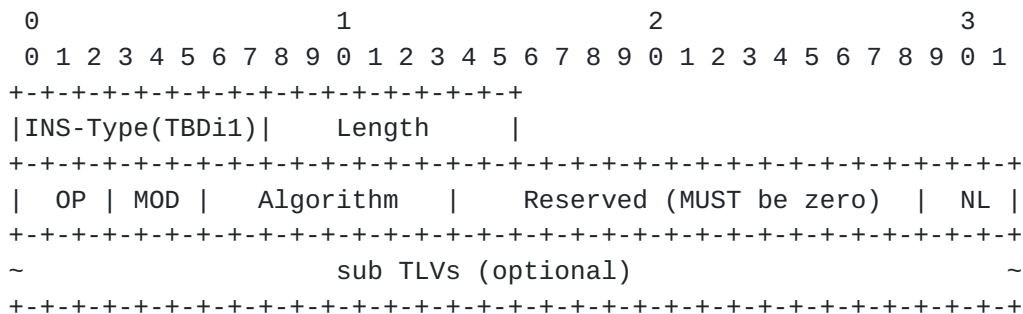 0                   1                   2                   3
 0 1 2 3 4 5 6 7 8 9 0 1 2 3 4 5 6 7 8 9 0 1 2 3 4 5 6 7 8 9 0 1
+-+-+-+-+-+-+-+-+-+-+-+-+-+-+-+-+
|INS-Type(TBDi1)|    Length     |
+-+-+-+-+-+-+-+-+-+-+-+-+-+-+-+-+-+-+-+-+-+-+-+-+-+-+-+-+-+-+-+-+
|  OP | MOD |   Algorithm   |    Reserved (MUST be zero)  |  NL |
+-+-+-+-+-+-+-+-+-+-+-+-+-+-+-+-+-+-+-+-+-+-+-+-+-+-+-+-+-+-+-+-+
~                    sub TLVs (optional)                        ~
+-+-+-+-+-+-+-+-+-+-+-+-+-+-+-+-+-+-+-+-+-+-+-+-+-+-+-+-+-+-+-+-+